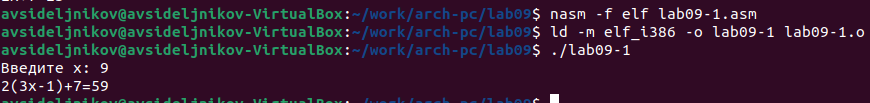 avsideljnikov@avsideljnikov-VirtualBox:~/work/arch-pc/lab09$ nasm -f elf lab09-1.asm
avsideljnikov@avsideljnikov-VirtualBox:~/work/arch-pc/lab09$ ld -m elf_i386 -o lab09-1 lab09-1.o
avsideljnikov@avsideljnikov-VirtualBox:~/work/arch-pc/lab09$ ./lab09-1
Введите x: 9
2(3x-1)+7=59
avsideljnikov@avsideljnikov-VirtualBox:~/work/arch-pc/lab09$